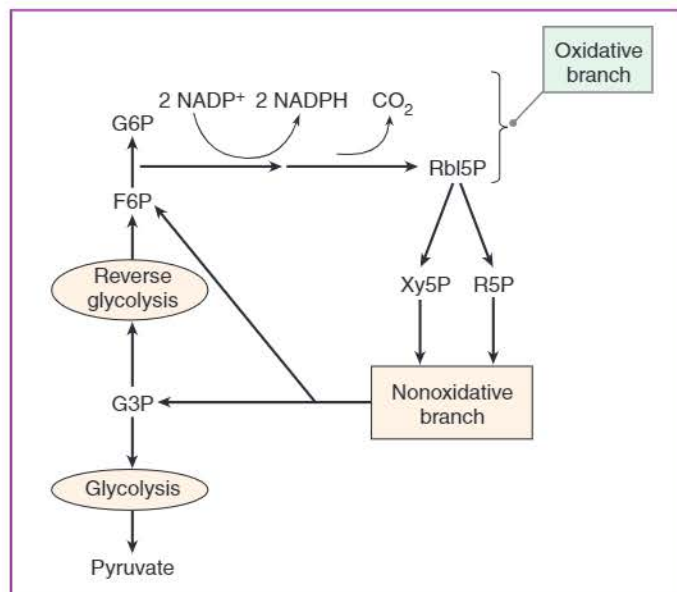 Oxidative
branch
2 NADP⁺ 2 NADPH CO₂
G6P
Rbl5P
F6P
Reverse
glycolysis
Xy5P R5P
Nonoxidative
branch
G3P
Glycolysis
Pyruvate